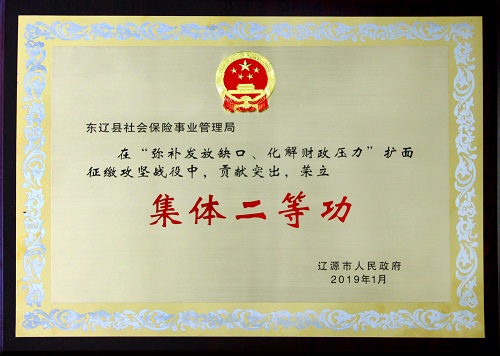 东辽县社会保险事业管理局
在“弥补发放缺口、化解财政压力”扩面
征缴攻坚战役中，贡献突出，荣立
集体二等功
辽源市人民政府
2019年1月